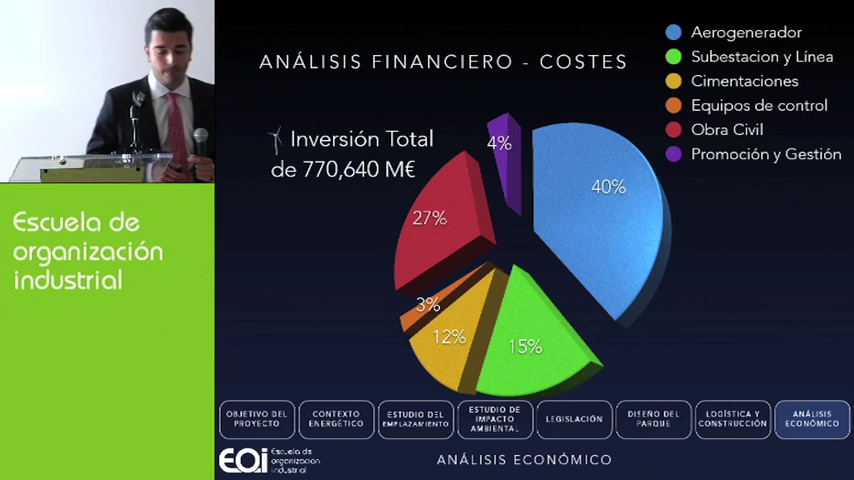 ANÁLISIS FINANCIERO - COSTES
Aerogenerador
Subestacion y Línea
Cimentaciones
Equipos de control
Obra Civil
Promoción y Gestión
Inversión Total
de 770,640 M€
4%
40%
27%
3%
12%
15%
Escuela de
organización
industrial
OBJETIVO DEL
PROYECTO
CONTEXTO
ENERGÉTICO
ESTUDIO DEL
EMPLAZAMIENTO
ESTUDIO DE
IMPACTO
AMBIENTAL
LEGISLACIÓN
DISEÑO DEL
PARQUE
LOGÍSTICA Y
CONSTRUCCIÓN
ANÁLISIS
ECONÓMICO
EOi
Escuela de
organización
industrial
ANÁLISIS ECONÓMICO